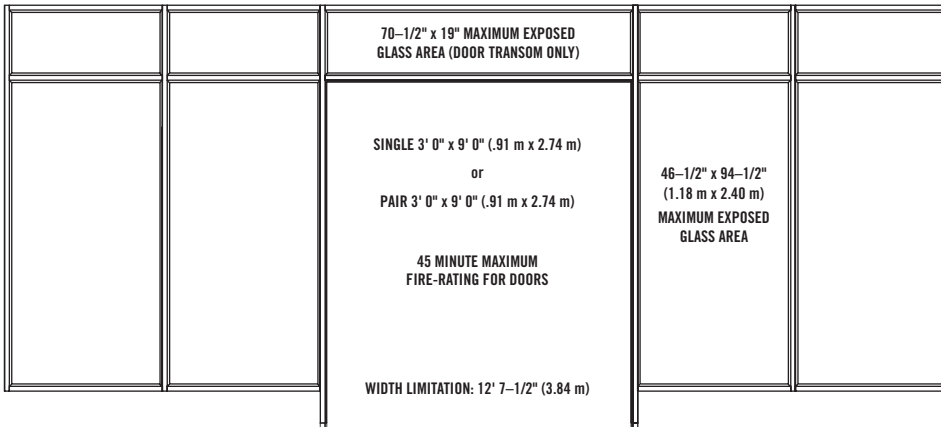 70–1/2" x 19" MAXIMUM EXPOSED
GLASS AREA (DOOR TRANSOM ONLY)
SINGLE 3' 0" x 9' 0" (.91 m x 2.74 m)
or
PAIR 3' 0" x 9' 0" (.91 m x 2.74 m)
45 MINUTE MAXIMUM
FIRE-RATING FOR DOORS
WIDTH LIMITATION: 12' 7–1/2" (3.84 m)
46–1/2" x 94–1/2"
(1.18 m x 2.40 m)
MAXIMUM EXPOSED
GLASS AREA